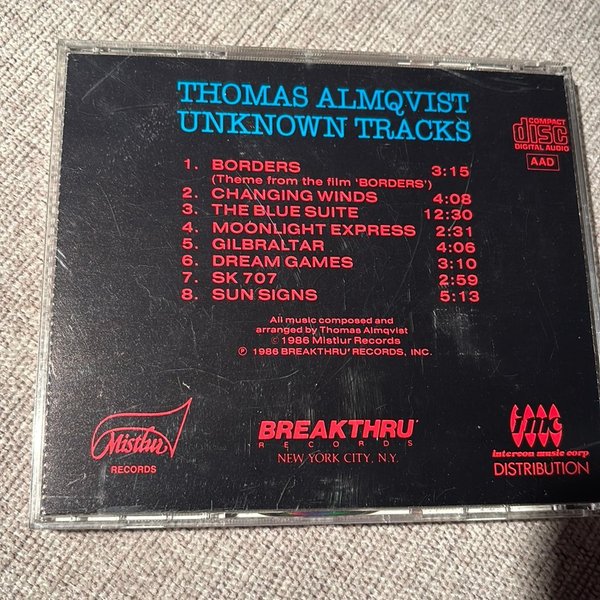 THOMAS ALMQVIST
UNKNOWN TRACKS
COMPACT
disc
DIGITAL AUDIO
AAD
1. BORDERS 3:15
(Theme from the film 'BORDERS')
2. CHANGING WINDS 4:08
3. THE BLUE SUITE 12:30
4. MOONLIGHT EXPRESS 2:31
5. GILBRALTAR 4:06
6. DREAM GAMES 3:10
7. SK 707 2:59
8. SUN SIGNS 5:13
All music composed and
arranged by Thomas Almqvist
© 1986 Mistlur Records
℗ 1986 BREAKTHRU' RECORDS, INC.
Mistlur
RECORDS
BREAKTHRU'
RECORDS
NEW YORK CITY, N.Y.
imc
intercon music corp
DISTRIBUTION